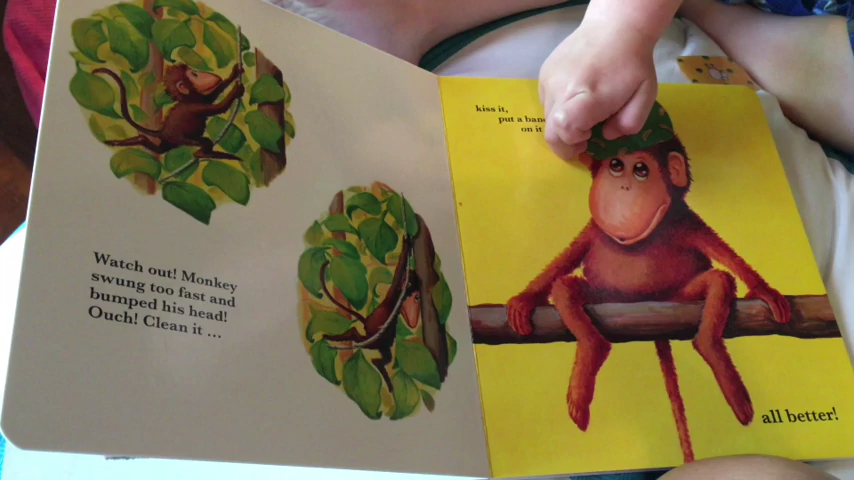 Watch out! Monkey
swung too fast and
bumped his head!
Ouch! Clean it ...
kiss it,
put a
on it
all better!